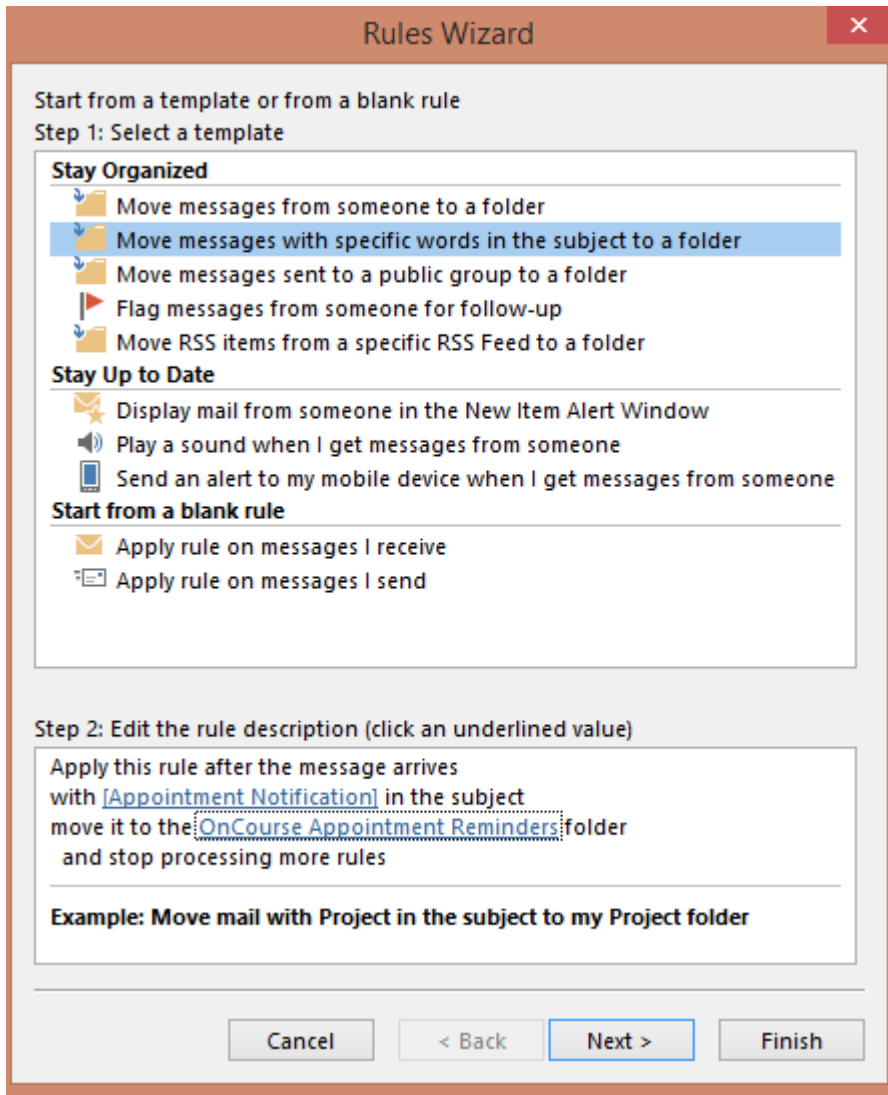 Rules Wizard
Start from a template or from a blank rule
Step 1: Select a template
Stay Organized
Move messages from someone to a folder
Move messages with specific words in the subject to a folder
Move messages sent to a public group to a folder
Flag messages from someone for follow-up
Move RSS items from a specific RSS Feed to a folder
Stay Up to Date
Display mail from someone in the New Item Alert Window
Play a sound when I get messages from someone
Send an alert to my mobile device when I get messages from someone
Start from a blank rule
Apply rule on messages I receive
Apply rule on messages I send
Step 2: Edit the rule description (click an underlined value)
Apply this rule after the message arrives
with [Appointment Notification] in the subject
move it to the OnCourse Appointment Reminders folder
and stop processing more rules
Example: Move mail with Project in the subject to my Project folder
Cancel < Back Next > Finish